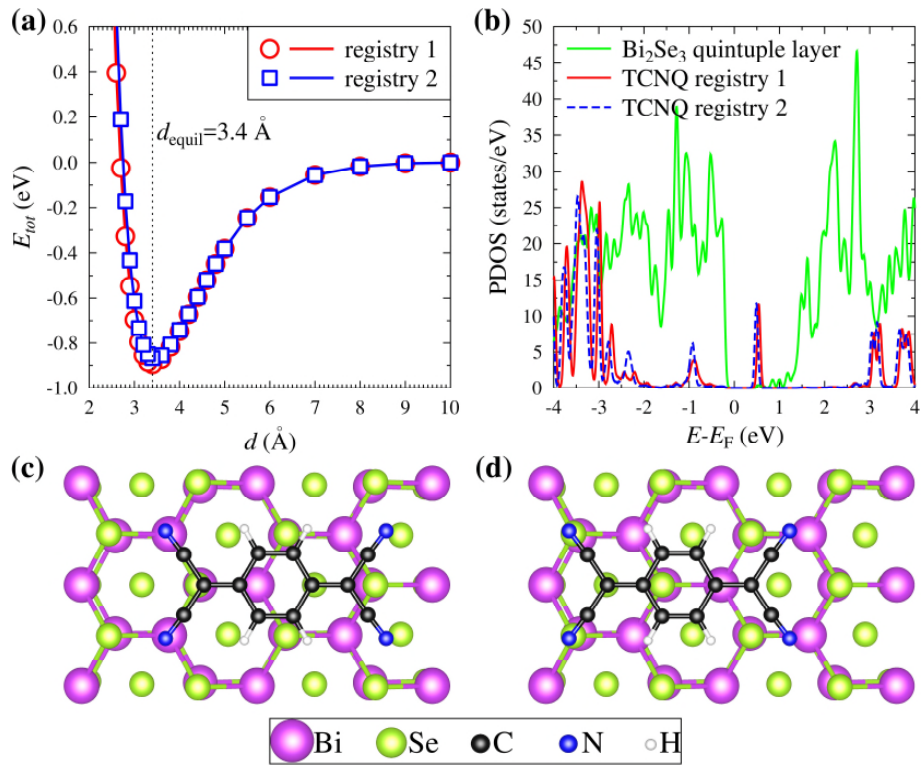 (a)
0.6
0.4
0.2
0.0
-0.2
-0.4
-0.6
-0.8
-1.0
E_tot (eV)
registry 1
registry 2
d_equil=3.4 Å
2 3 4 5 6 7 8 9 10
d (Å)
(b)
50
45
40
35
30
25
20
15
10
5
0
PDOS (states/eV)
Bi₂Se₃ quintuple layer
TCNQ registry 1
TCNQ registry 2
-4 -3 -2 -1 0 1 2 3 4
E-E_F (eV)
(c)
(d)
Bi Se C N H